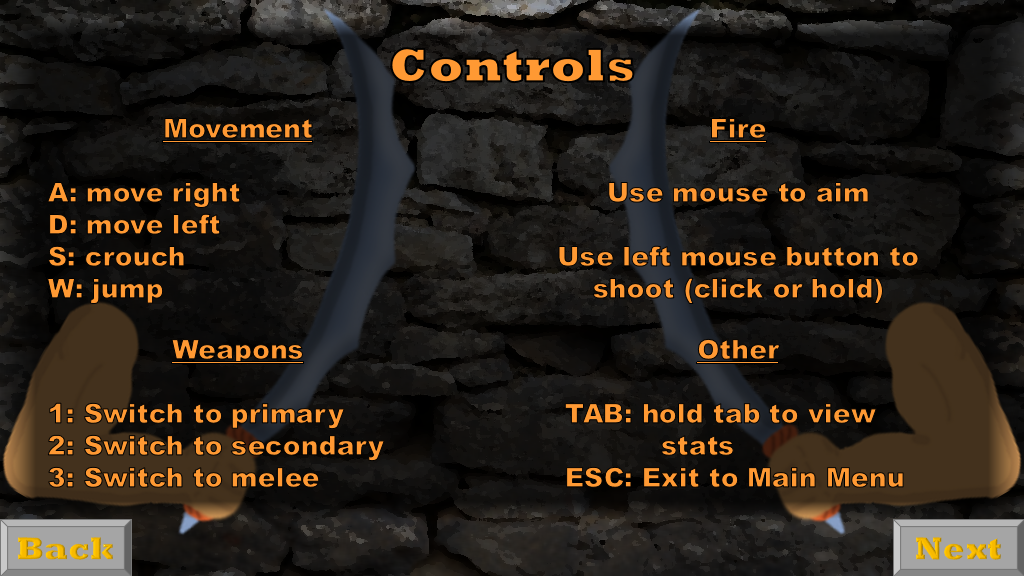 Controls
Movement
A: move right
D: move left
S: crouch
W: jump
Fire
Use mouse to aim
Use left mouse button to
shoot (click or hold)
Weapons
1: Switch to primary
2: Switch to secondary
3: Switch to melee
Other
TAB: hold tab to view
stats
ESC: Exit to Main Menu
Back
Next